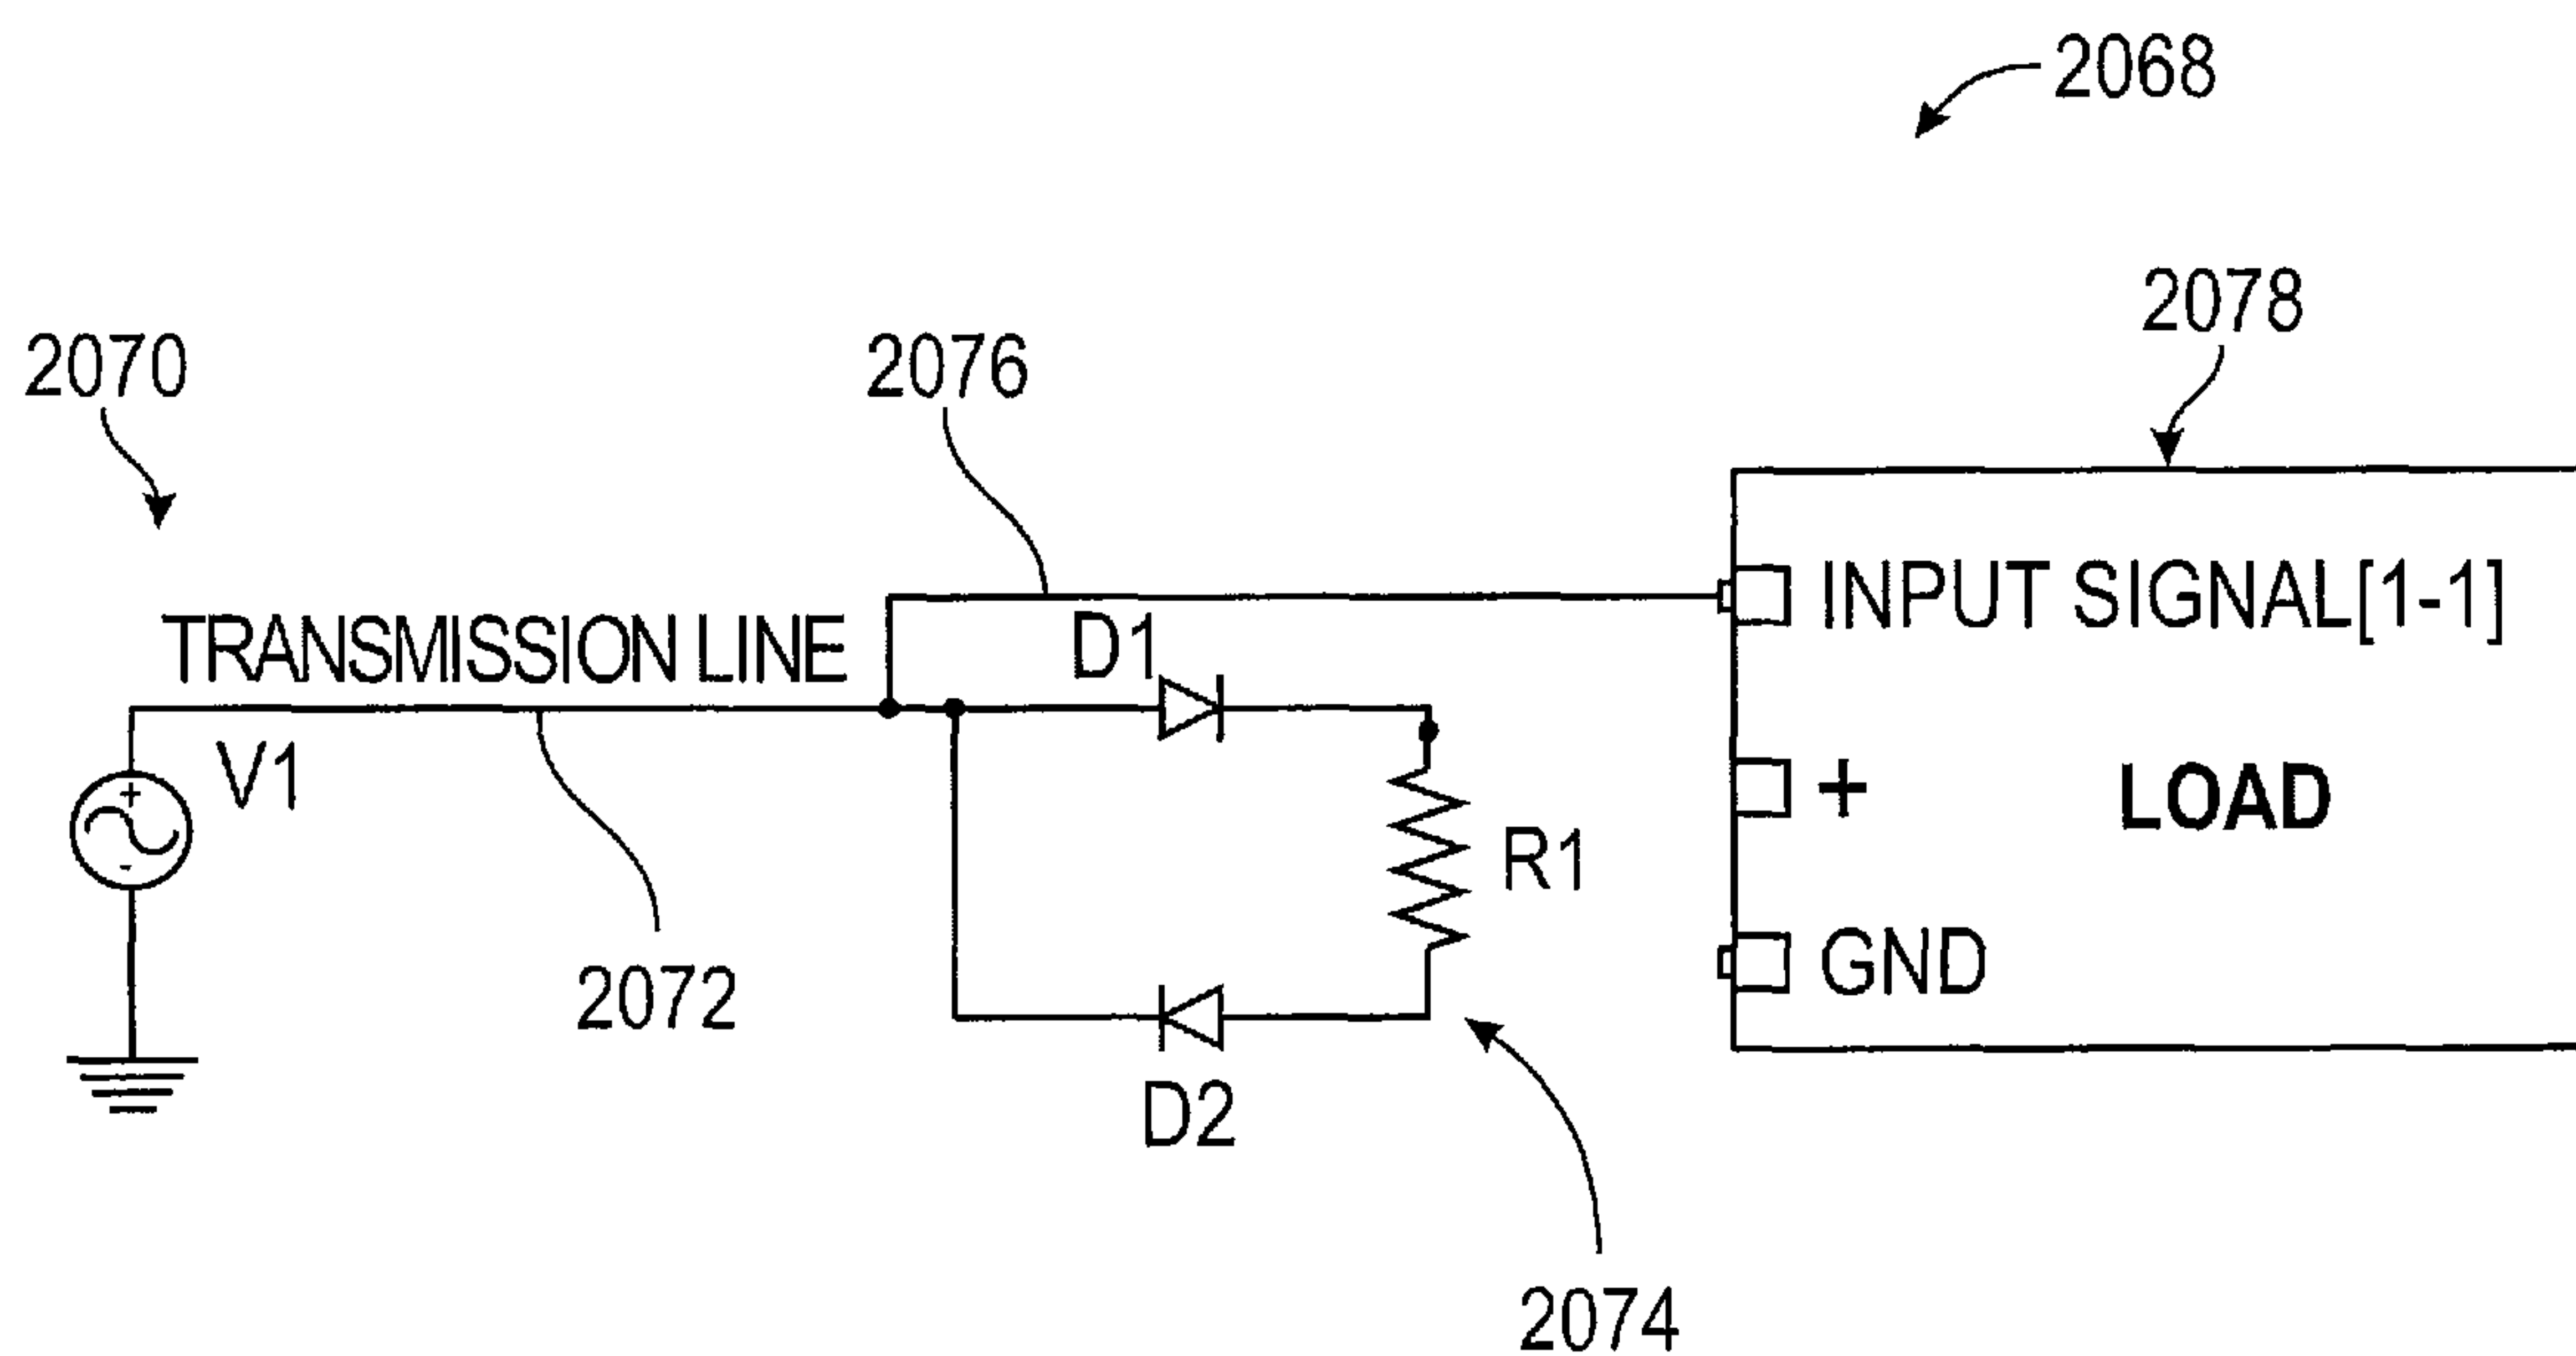 2068
2078
2070
2076
INPUT SIGNAL[1-1]
TRANSMISSION LINE
D1
V1
+
-
+
LOAD
R1
GND
2072
D2
2074